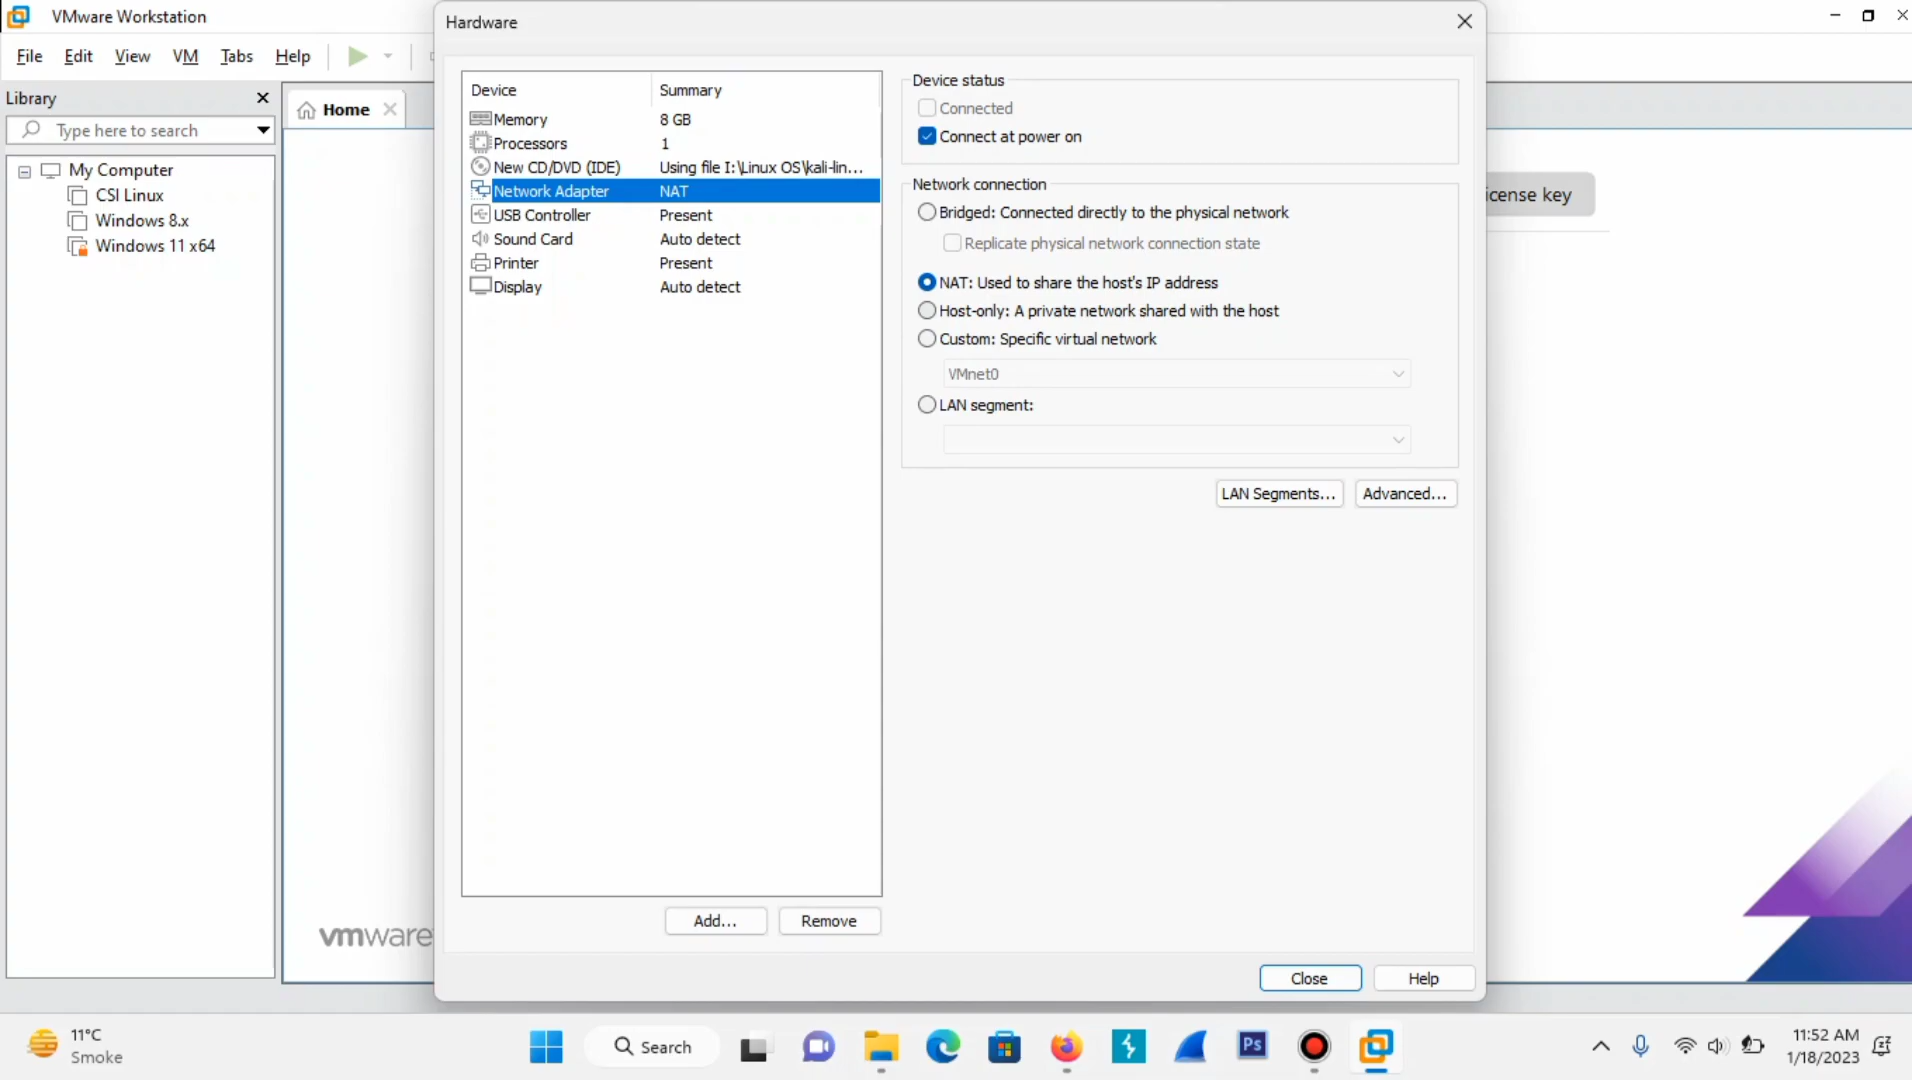 VMware Workstation
File Edit View VM Tabs Help
Library
Type here to search
My Computer
CSI Linux
Windows 8.x
Windows 11 x64
Home
icense key
vmware
Hardware
Device Summary
Memory 8 GB
Processors 1
New CD/DVD (IDE) Using file I:\Linux OS\kali-lin...
Network Adapter NAT
USB Controller Present
Sound Card Auto detect
Printer Present
Display Auto detect
Add... Remove
Device status
Connected
Connect at power on
Network connection
Bridged: Connected directly to the physical network
Replicate physical network connection state
NAT: Used to share the host's IP address
Host-only: A private network shared with the host
Custom: Specific virtual network
VMnet0
LAN segment:
LAN Segments... Advanced...
Close Help
11°C
Smoke
Search
Ps
11:52 AM
1/18/2023